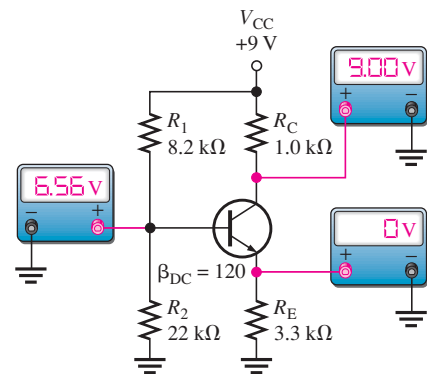 V_CC
+9 V
9.00 V
+ −
R_1
8.2 kΩ
R_C
1.0 kΩ
6.56 V
− +
0 V
+ −
β_DC = 120
R_2
22 kΩ
R_E
3.3 kΩ